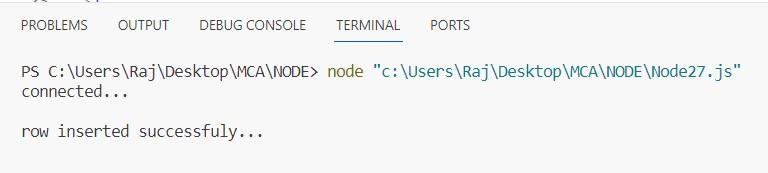 PROBLEMS OUTPUT DEBUG CONSOLE TERMINAL PORTS
PS C:\Users\Raj\Desktop\MCA\NODE> node "c:\Users\Raj\Desktop\MCA\NODE\Node27.js"
connected...
row inserted successfuly...